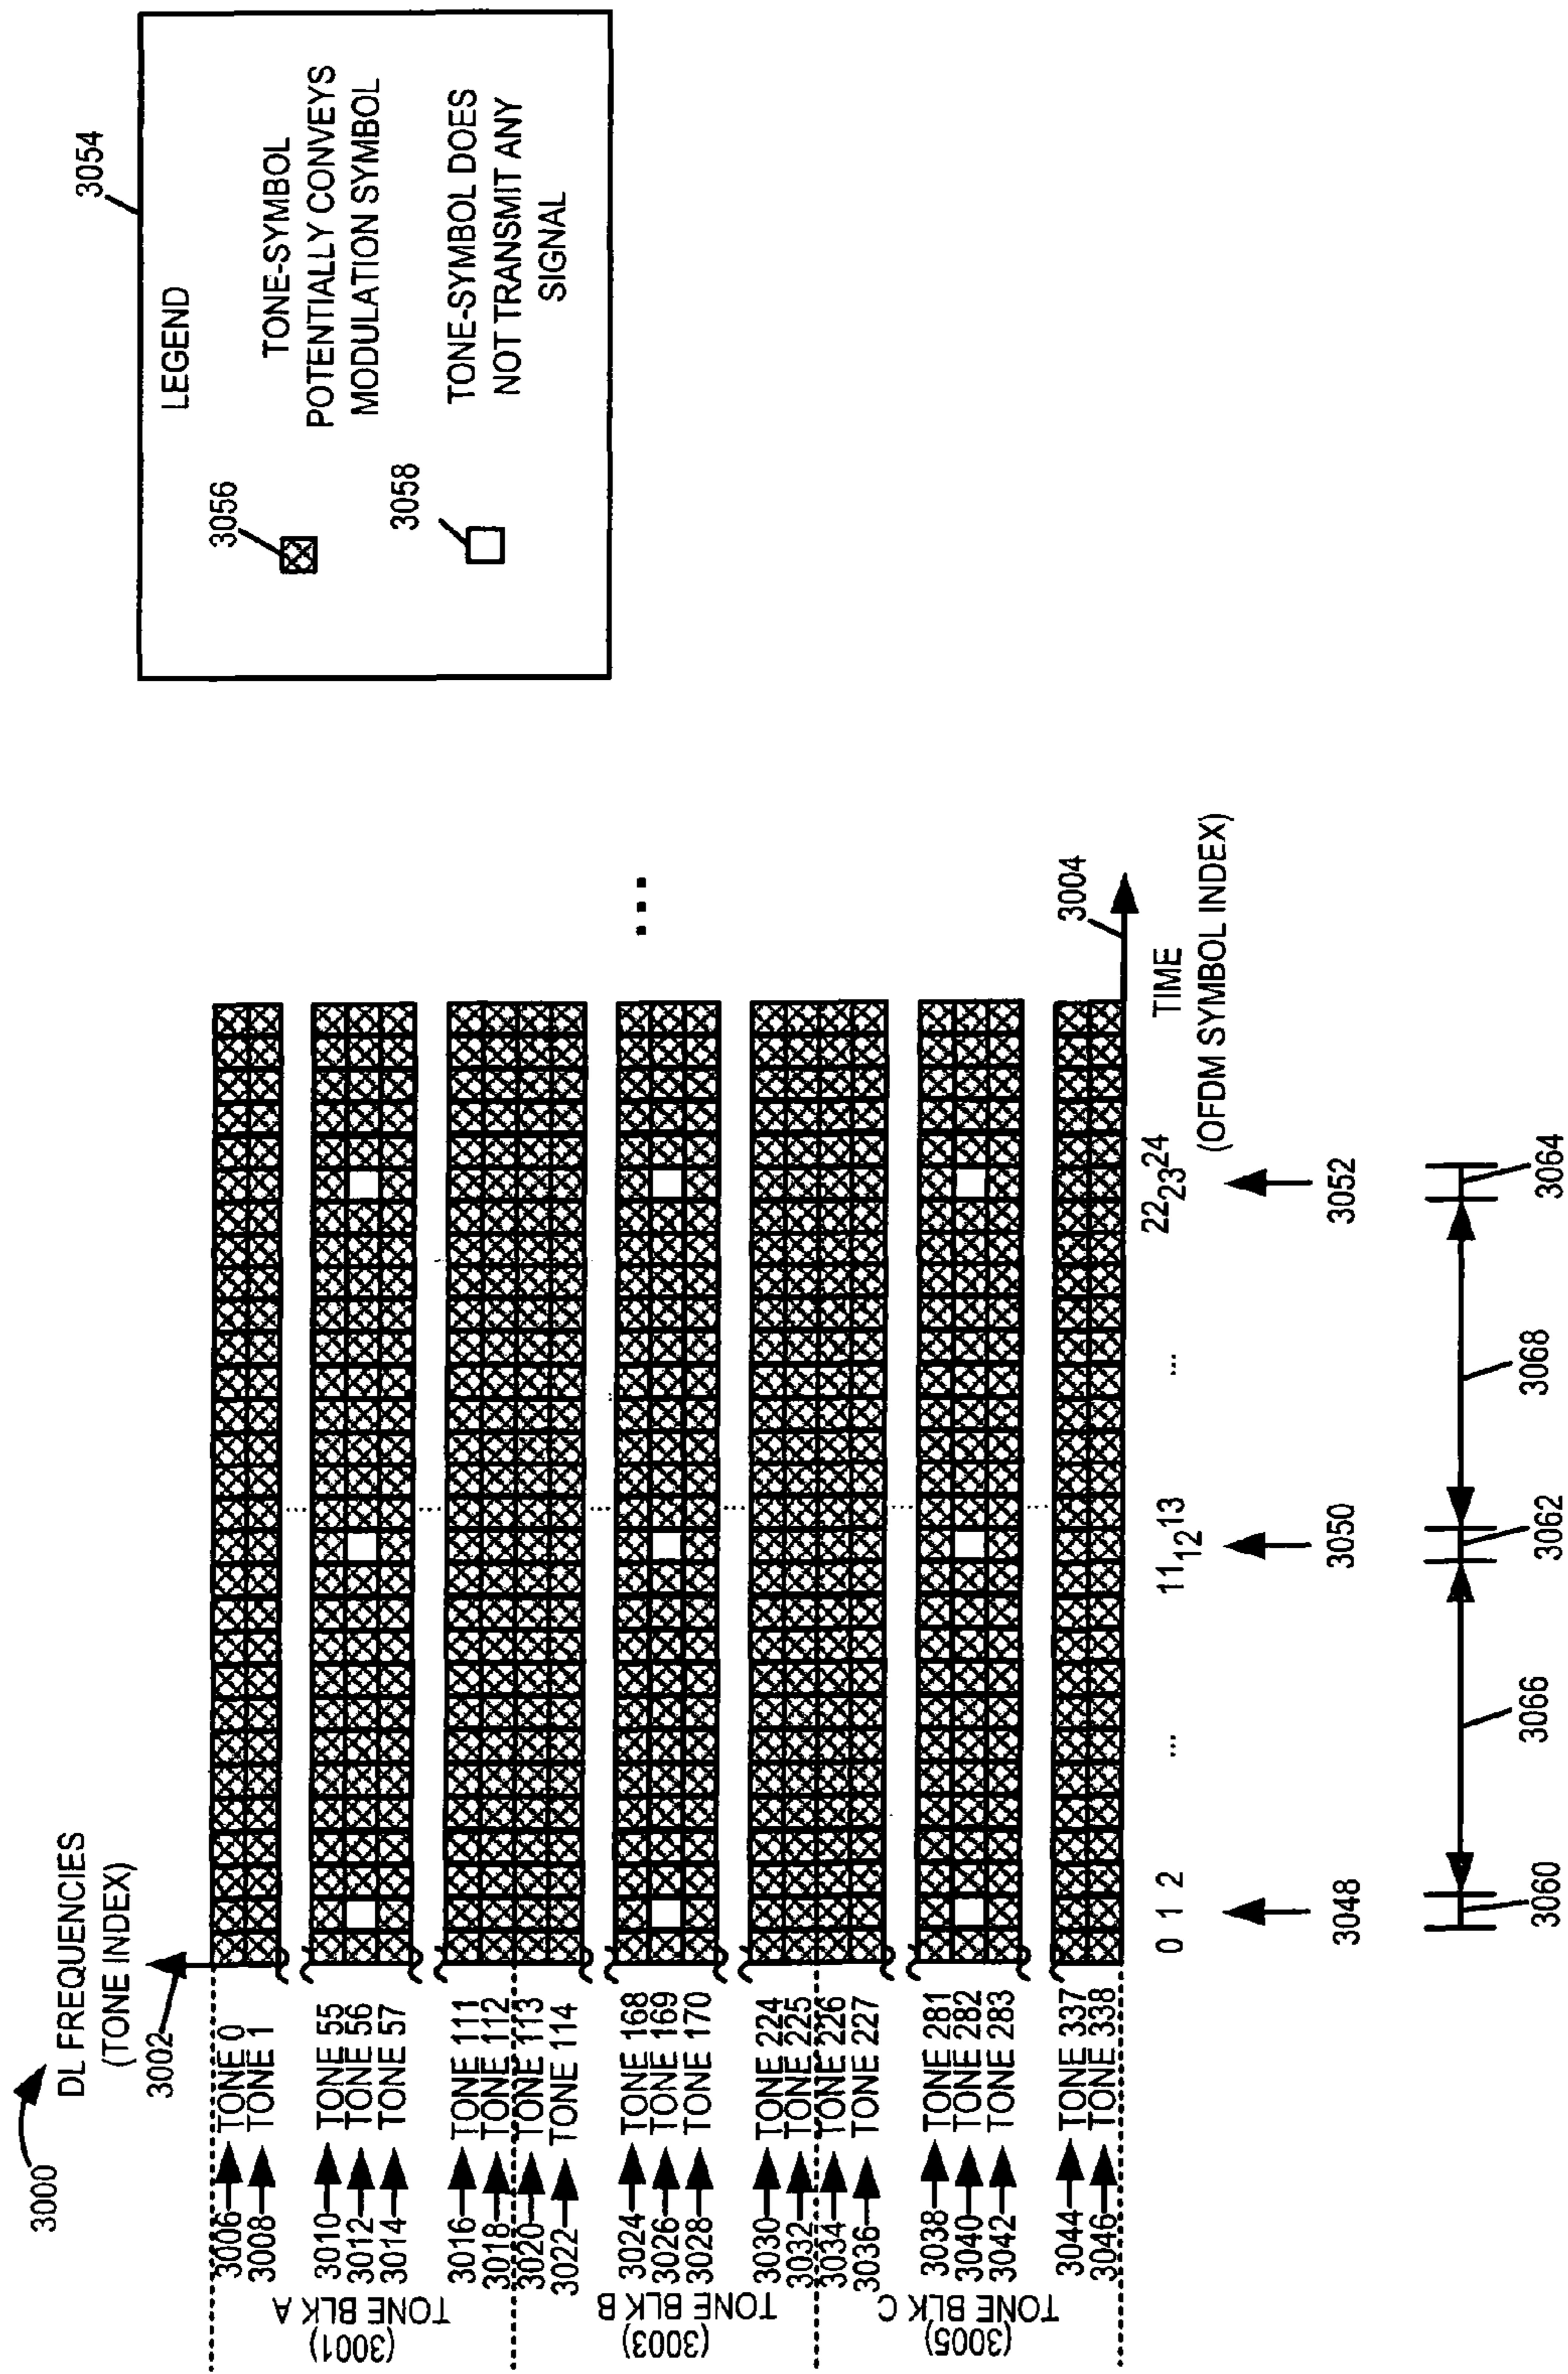 3000
DL FREQUENCIES
(TONE INDEX)
3002
3006 TONE 0
3008 TONE 1
3010 TONE 55
3012 TONE 56
3014 TONE 57
3016 TONE 111
3018 TONE 112
3020 TONE 113
3022 TONE 114
3024 TONE 168
3026 TONE 169
3028 TONE 170
3030 TONE 224
3032 TONE 225
3034 TONE 226
3036 TONE 227
3038 TONE 281
3040 TONE 282
3042 TONE 283
3044 TONE 337
3046 TONE 338
TONE BLK A
(3001)
TONE BLK B
(3003)
TONE BLK C
(3005)
...
3004
0 1 2 ... 11 12 13 ... 22 23 24
TIME
(OFDM SYMBOL INDEX)
3048
3050
3052
3060
3066
3062
3068
3064
3054
LEGEND
3056
TONE-SYMBOL
POTENTIALLY CONVEYS
MODULATION SYMBOL
3058
TONE-SYMBOL DOES
NOT TRANSMIT ANY
SIGNAL